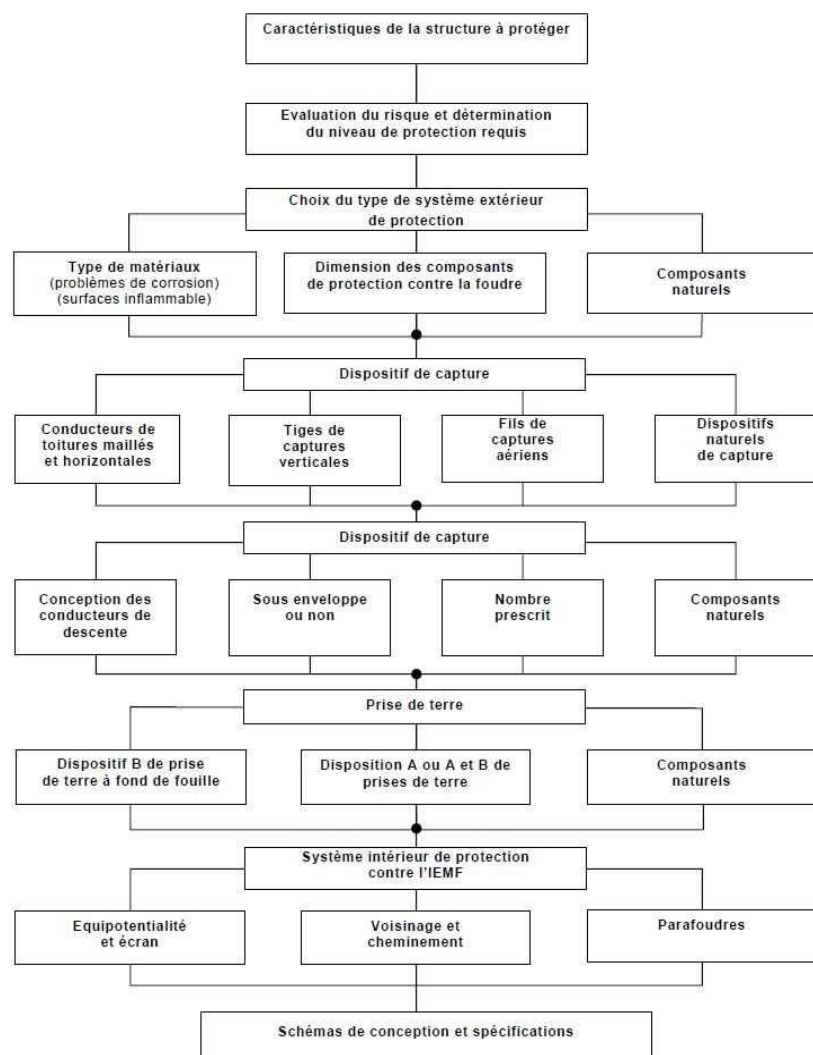 Caractéristiques de la structure à protéger
Evaluation du risque et détermination
du niveau de protection requis
Choix du type de système extérieur
de protection
Type de matériaux
(problèmes de corrosion)
(surfaces inflammable)
Dimension des composants
de protection contre la foudre
Composants
naturels
Dispositif de capture
Conducteurs de
toitures maillés
et horizontales
Tiges de
captures
verticales
Fils de
captures
aériens
Dispositifs
naturels
de capture
Dispositif de capture
Conception des
conducteurs de
descente
Sous enveloppe
ou non
Nombre
prescrit
Composants
naturels
Prise de terre
Dispositif B de prise
de terre à fond de fouille
Disposition A ou A et B de
prises de terre
Composants
naturels
Système intérieur de protection
contre l'IEMF
Equipotentialité
et écran
Voisinage et
cheminement
Parafoudres
Schémas de conception et spécifications